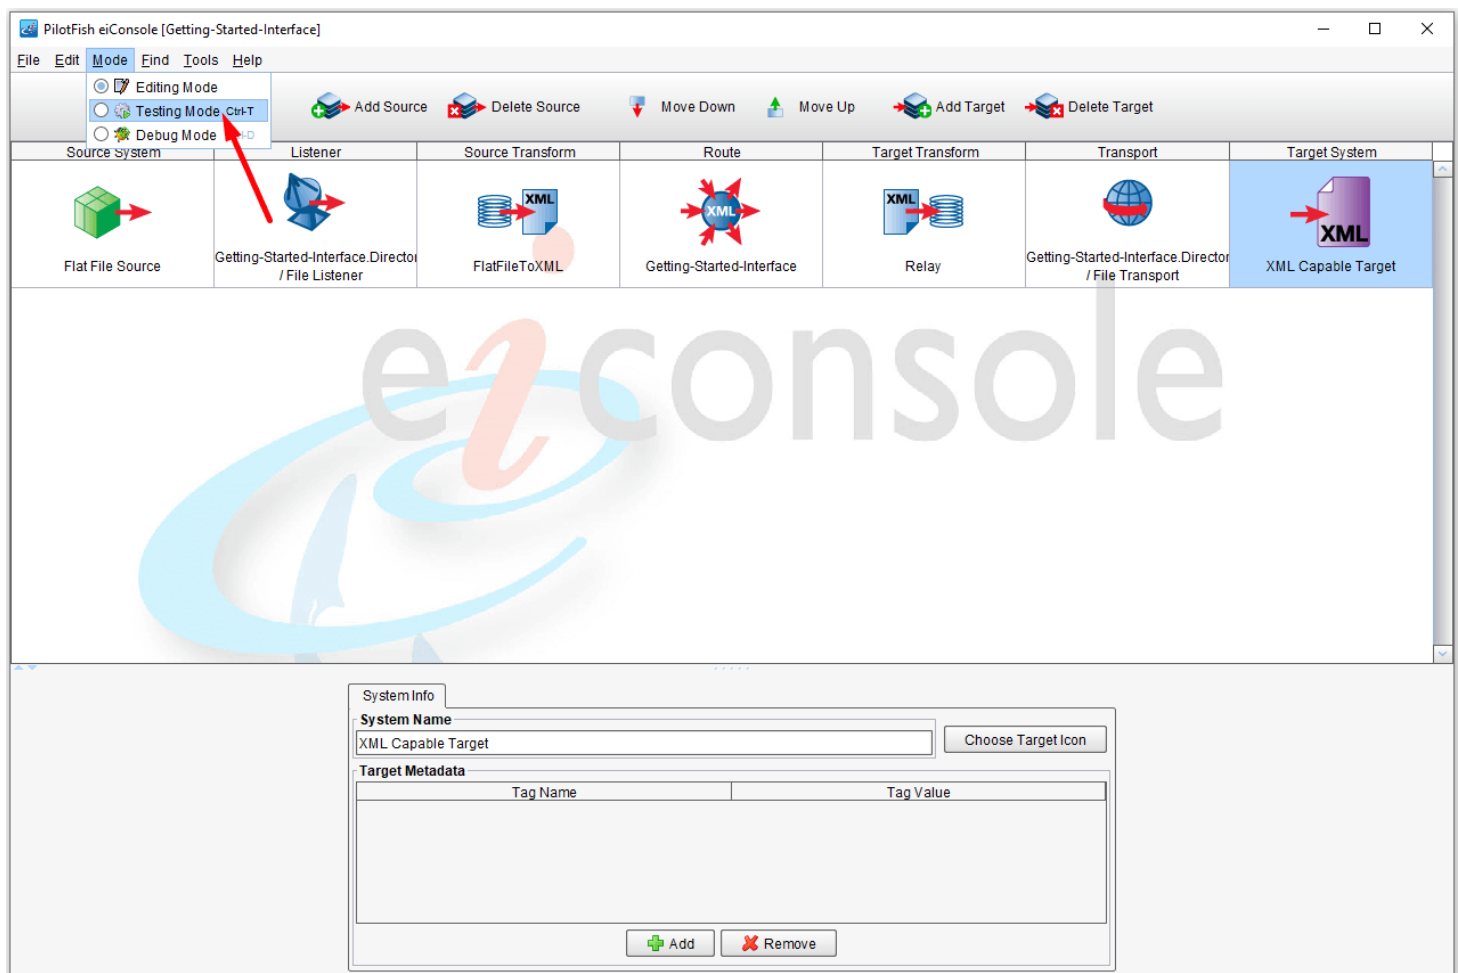 PilotFish eiConsole [Getting-Started-Interface]
File Edit Mode Find Tools Help
Editing Mode
Testing Mode Ctrl-T
Debug Mode
Add Source Delete Source Move Down Move Up Add Target Delete Target
Source System Listener Source Transform Route Target Transform Transport Target System
XML XML XML XML
Flat File Source
Getting-Started-Interface.Director
/ File Listener
FlatFileToXML
Getting-Started-Interface
Relay
Getting-Started-Interface.Director
/ File Transport
XML Capable Target
eiconsole
System Info
System Name
XML Capable Target
Choose Target Icon
Target Metadata
Tag Name Tag Value
Add Remove